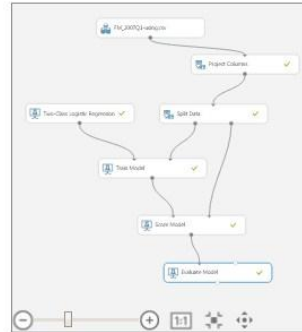 Project Columns
Two-Class Logistic Regression
Split Data
Train Model
Score Model
Evaluate Model
1:1